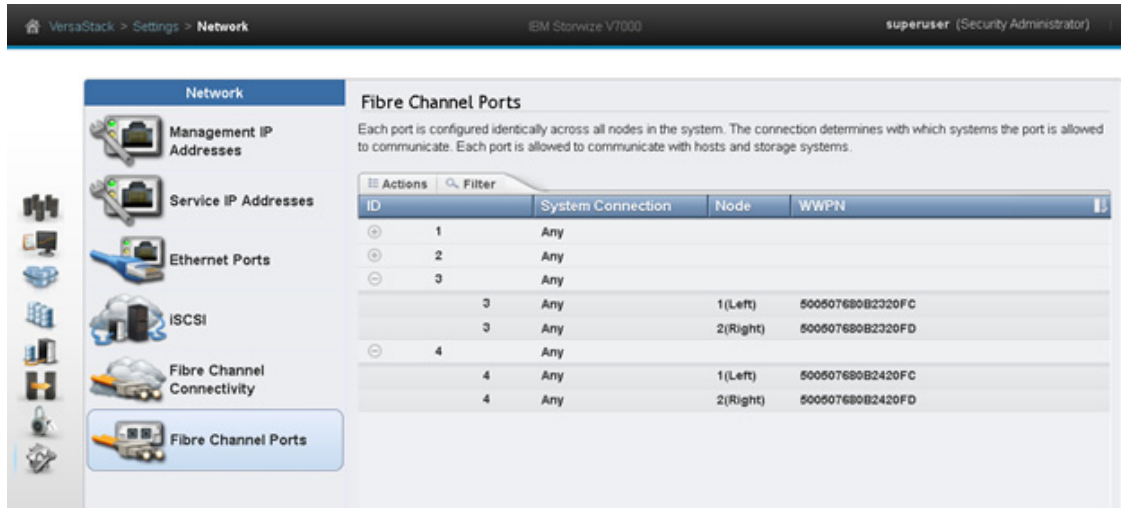 VersaStack > Settings > Network
IBM Storwize V7000
superuser (Security Administrator)
Network
Management IP
Addresses
Service IP Addresses
Ethernet Ports
iSCSI
Fibre Channel
Connectivity
Fibre Channel Ports
Fibre Channel Ports
Each port is configured identically across all nodes in the system. The connection determines with which systems the port is allowed
to communicate. Each port is allowed to communicate with hosts and storage systems.
Actions Filter
ID System Connection Node WWPN
1 Any
2 Any
3 Any
3 Any 1(Left) 500507680B2320FC
3 Any 2(Right) 500507680B2320FD
4 Any
4 Any 1(Left) 500507680B2420FC
4 Any 2(Right) 500507680B2420FD